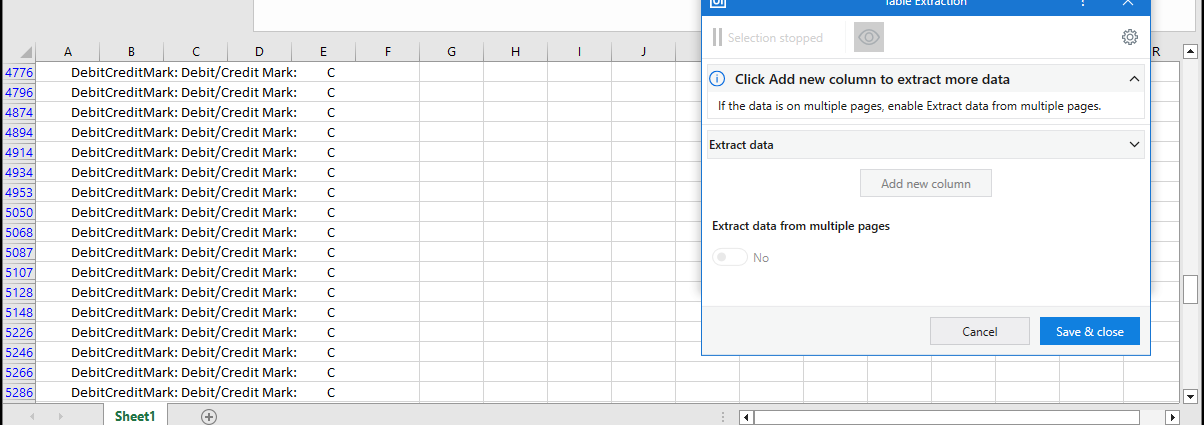 Table Extraction
Selection stopped
A B C D E F G H I J R
Click Add new column to extract more data
If the data is on multiple pages, enable Extract data from multiple pages.
Extract data
Add new column
Extract data from multiple pages
No
Cancel Save & close
4776 DebitCreditMark: Debit/Credit Mark: C
4796 DebitCreditMark: Debit/Credit Mark: C
4874 DebitCreditMark: Debit/Credit Mark: C
4894 DebitCreditMark: Debit/Credit Mark: C
4914 DebitCreditMark: Debit/Credit Mark: C
4934 DebitCreditMark: Debit/Credit Mark: C
4953 DebitCreditMark: Debit/Credit Mark: C
5050 DebitCreditMark: Debit/Credit Mark: C
5068 DebitCreditMark: Debit/Credit Mark: C
5087 DebitCreditMark: Debit/Credit Mark: C
5107 DebitCreditMark: Debit/Credit Mark: C
5128 DebitCreditMark: Debit/Credit Mark: C
5148 DebitCreditMark: Debit/Credit Mark: C
5226 DebitCreditMark: Debit/Credit Mark: C
5246 DebitCreditMark: Debit/Credit Mark: C
5266 DebitCreditMark: Debit/Credit Mark: C
5286 DebitCreditMark: Debit/Credit Mark: C
Sheet1